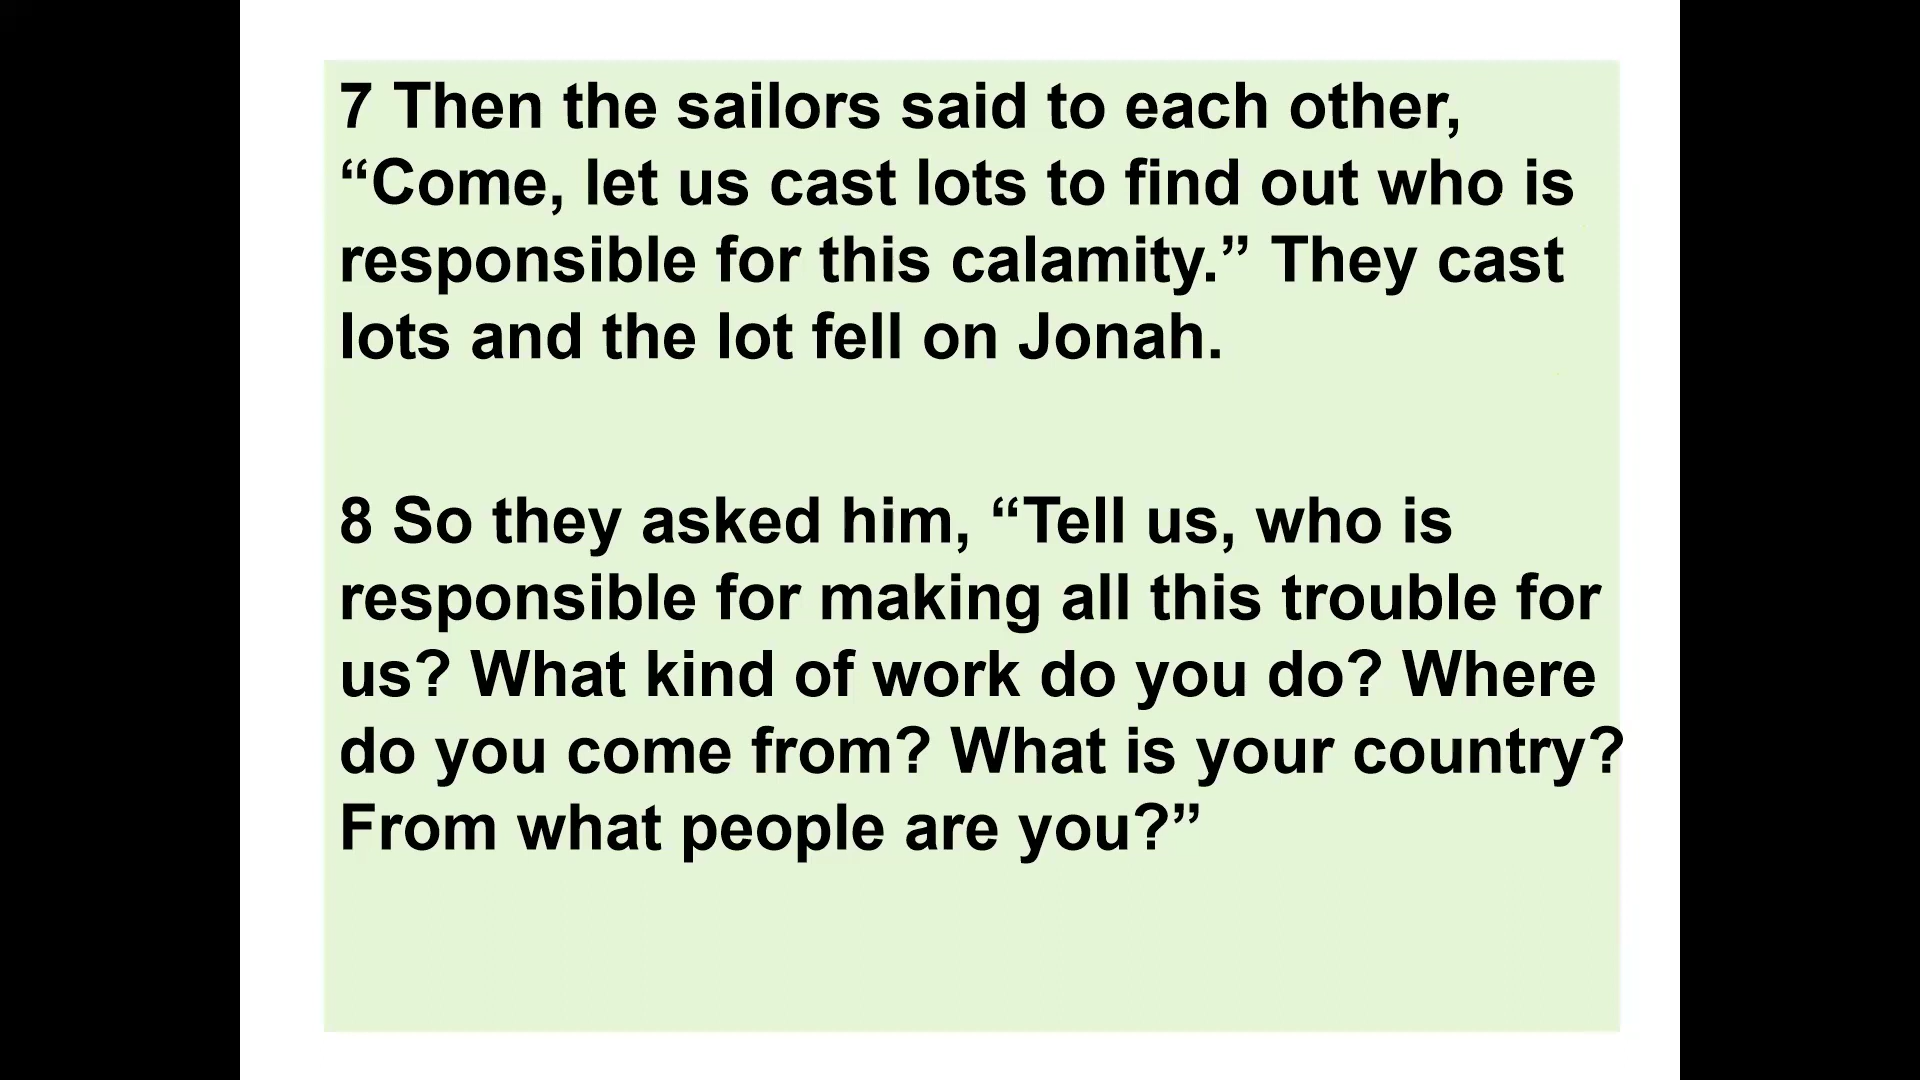 7 Then the sailors said to each other,
“Come, let us cast lots to find out who is
responsible for this calamity.” They cast
lots and the lot fell on Jonah.
8 So they asked him, “Tell us, who is
responsible for making all this trouble for
us? What kind of work do you do? Where
do you come from? What is your country?
From what people are you?”